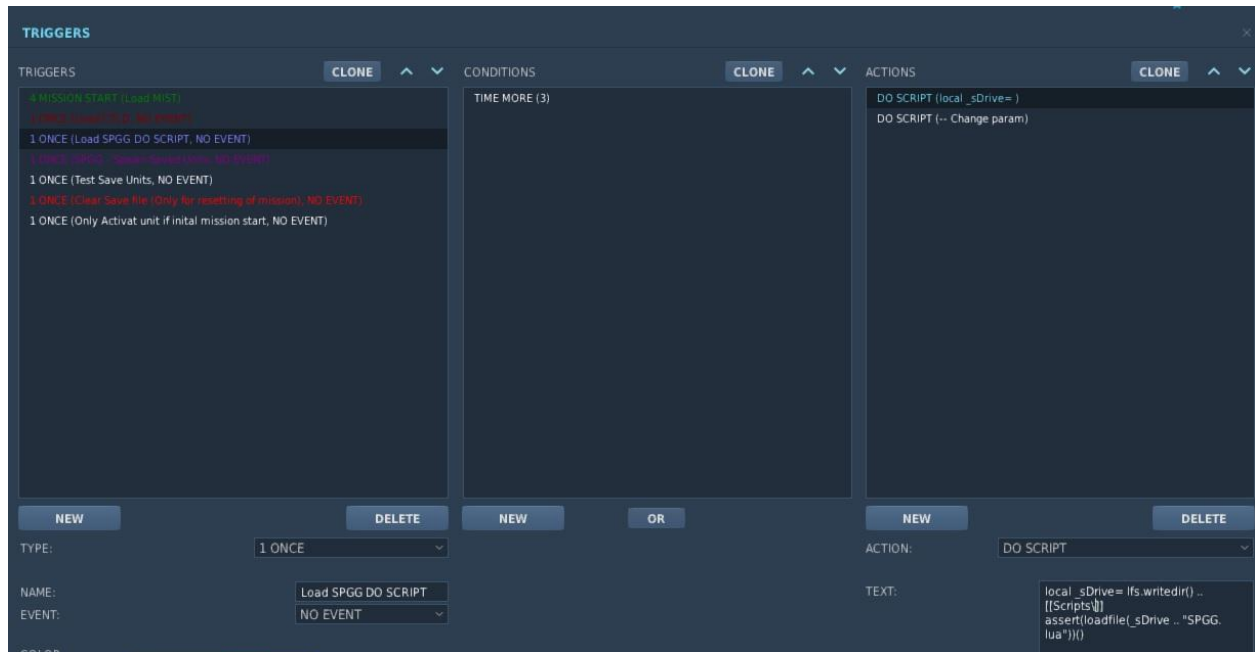 TRIGGERS
TRIGGERS
CLONE
CONDITIONS
CLONE
ACTIONS
CLONE
4 MISSION START (Load MIST)
1 ONCE (Load SPGG DO SCRIPT, NO EVENT)
1 ONCE (Test Save Units, NO EVENT)
1 ONCE (Clear Save file (Only for resetting of mission), NO EVENT)
1 ONCE (Only Activat unit if inital mission start, NO EVENT)
TIME MORE (3)
DO SCRIPT (local _sDrive= )
DO SCRIPT (-- Change param)
NEW
DELETE
NEW
OR
NEW
DELETE
TYPE:
1 ONCE
ACTION:
DO SCRIPT
NAME:
Load SPGG DO SCRIPT
EVENT:
NO EVENT
TEXT:
local _sDrive= lfs.writedir() ..
[[Scripts\]]
assert(loadfile(_sDrive .. "SPGG.
lua"))()